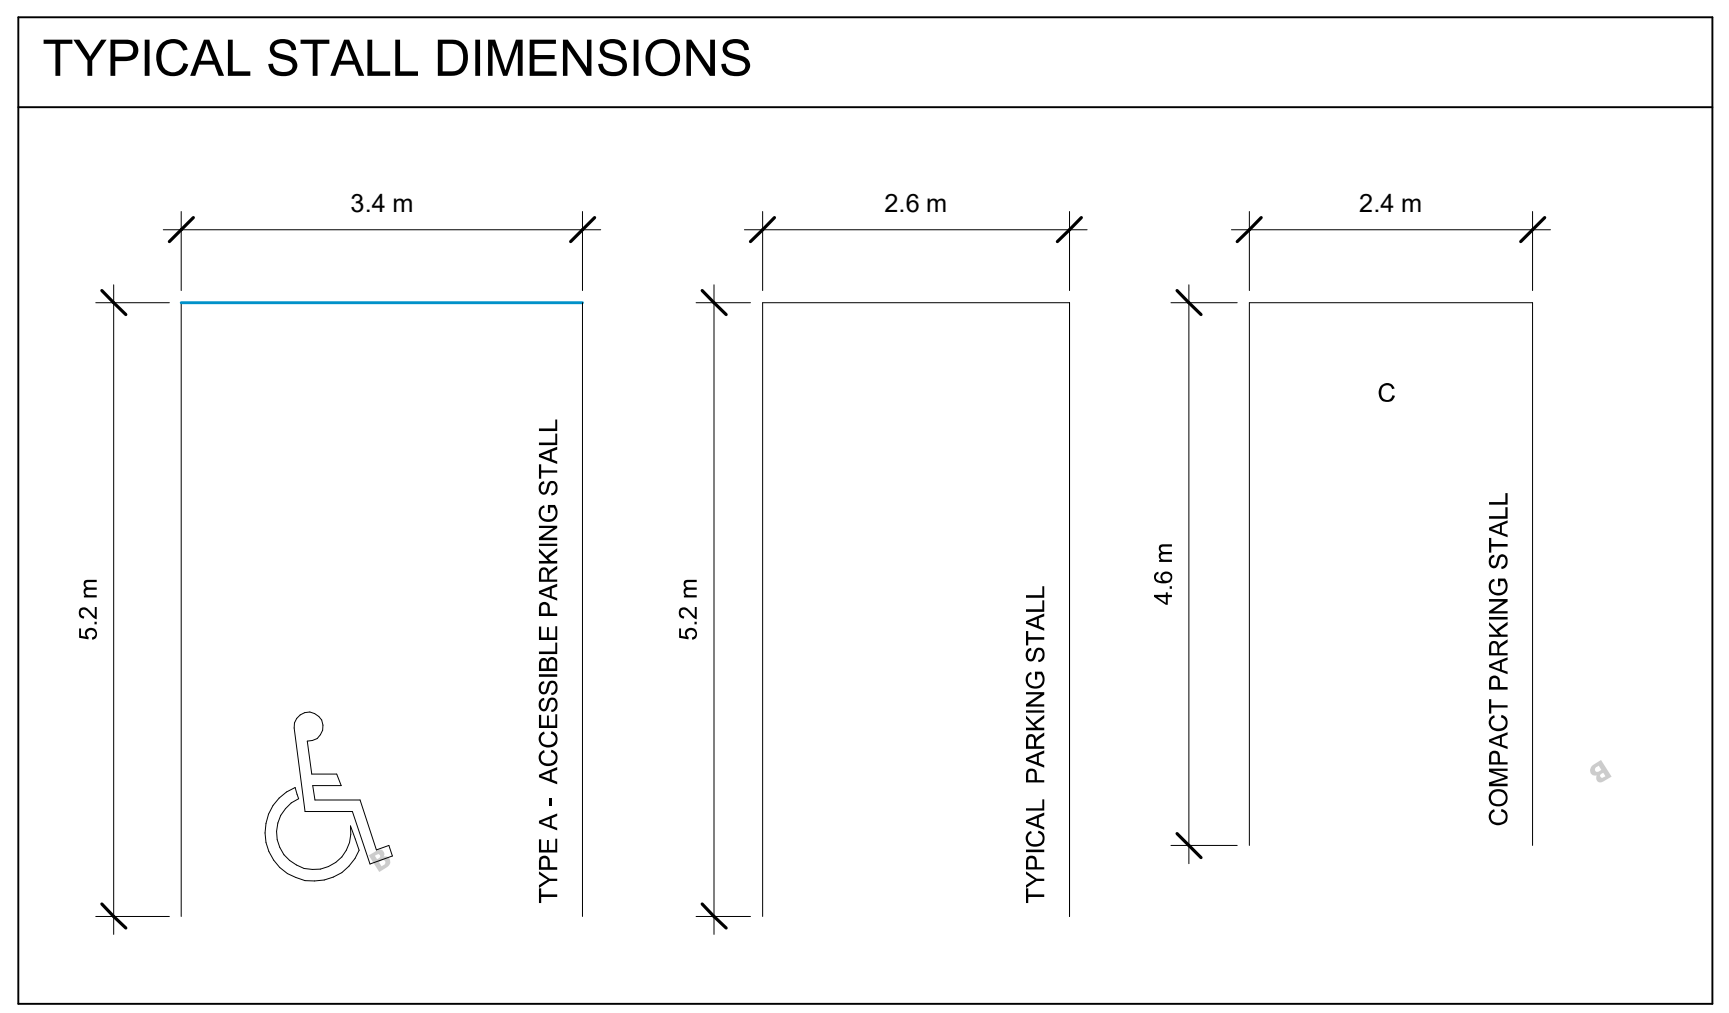 TYPICAL STALL DIMENSIONS
3.4 m
2.6 m
2.4 m
5.2 m
TYPE A - ACCESSIBLE PARKING STALL
5.2 m
TYPICAL PARKING STALL
4.6 m
C
COMPACT PARKING STALL
B
B